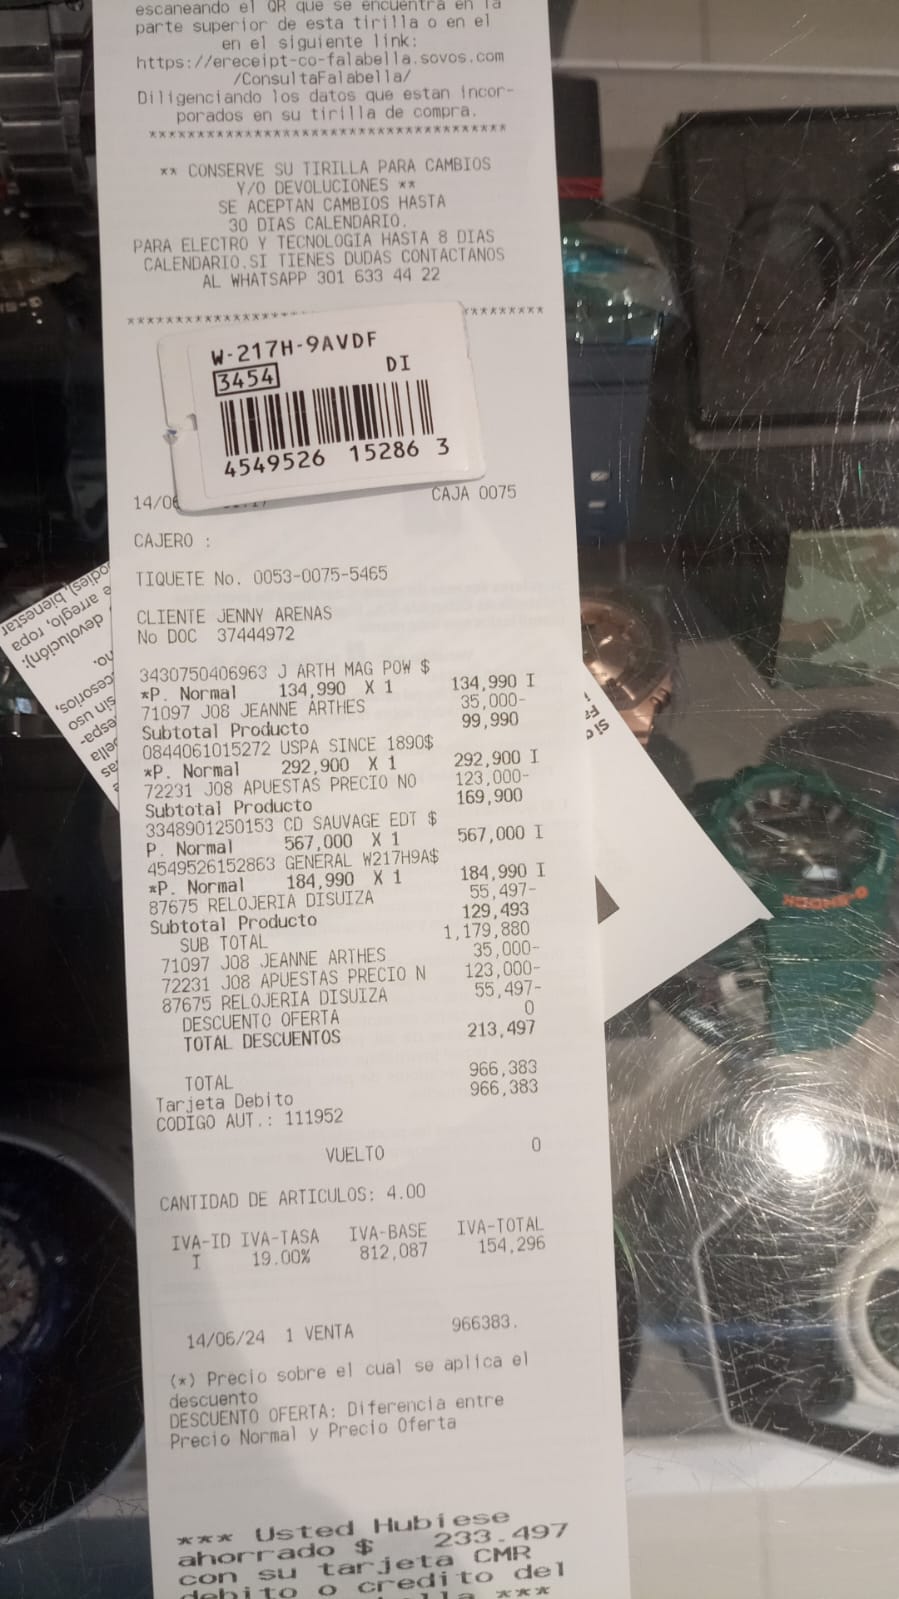 escaneando el QR que se encuentra en la
parte superior de esta tirilla o en el
en el siguiente link:
https://ereceipt-co-falabella.sovos.com
/ConsultaFalabella/
Diligenciando los datos que estan incor-
porados en su tirilla de compra.
*************************************
** CONSERVE SU TIRILLA PARA CAMBIOS
Y/O DEVOLUCIONES **
SE ACEPTAN CAMBIOS HASTA
30 DIAS CALENDARIO.
PARA ELECTRO Y TECNOLOGIA HASTA 8 DIAS
CALENDARIO.SI TIENES DUDAS CONTACTANOS
AL WHATSAPP 301 633 44 22
W-217H-9AVDF
3454 DI
4549526 15286 3
14/06 CAJA 0075
CAJERO :
TIQUETE No. 0053-0075-5465
CLIENTE JENNY ARENAS
No DOC 37444972
3430750406963 J ARTH MAG POW $
*P. Normal 134,990 X 1 134,990 I
71097 J08 JEANNE ARTHES 35,000-
Subtotal Producto 99,990
0844061015272 USPA SINCE 1890$
*P. Normal 292,900 X 1 292,900 I
72231 J08 APUESTAS PRECIO NO 123,000-
Subtotal Producto 169,900
3348901250153 CD SAUVAGE EDT $
P. Normal 567,000 X 1 567,000 I
4549526152863 GENERAL W217H9A$
*P. Normal 184,990 X 1 184,990 I
87675 RELOJERIA DISUIZA 55,497-
Subtotal Producto 129,493
SUB TOTAL 1,179,880
71097 J08 JEANNE ARTHES 35,000-
72231 J08 APUESTAS PRECIO N 123,000-
87675 RELOJERIA DISUIZA 55,497-
DESCUENTO OFERTA 0
TOTAL DESCUENTOS 213,497
TOTAL 966,383
Tarjeta Debito 966,383
CODIGO AUT.: 111952
VUELTO 0
CANTIDAD DE ARTICULOS: 4.00
IVA-ID IVA-TASA IVA-BASE IVA-TOTAL
I 19.00% 812,087 154,296
14/06/24 1 VENTA 966383.
(*) Precio sobre el cual se aplica el
descuento
DESCUENTO OFERTA: Diferencia entre
Precio Normal y Precio Oferta
*** Usted Hubiese
ahorrado $ 233.497
con su tarjeta CMR
debito o credito del
***
devolución);
arreglo, ropa
bienestar
sin uso
G-SHOCK